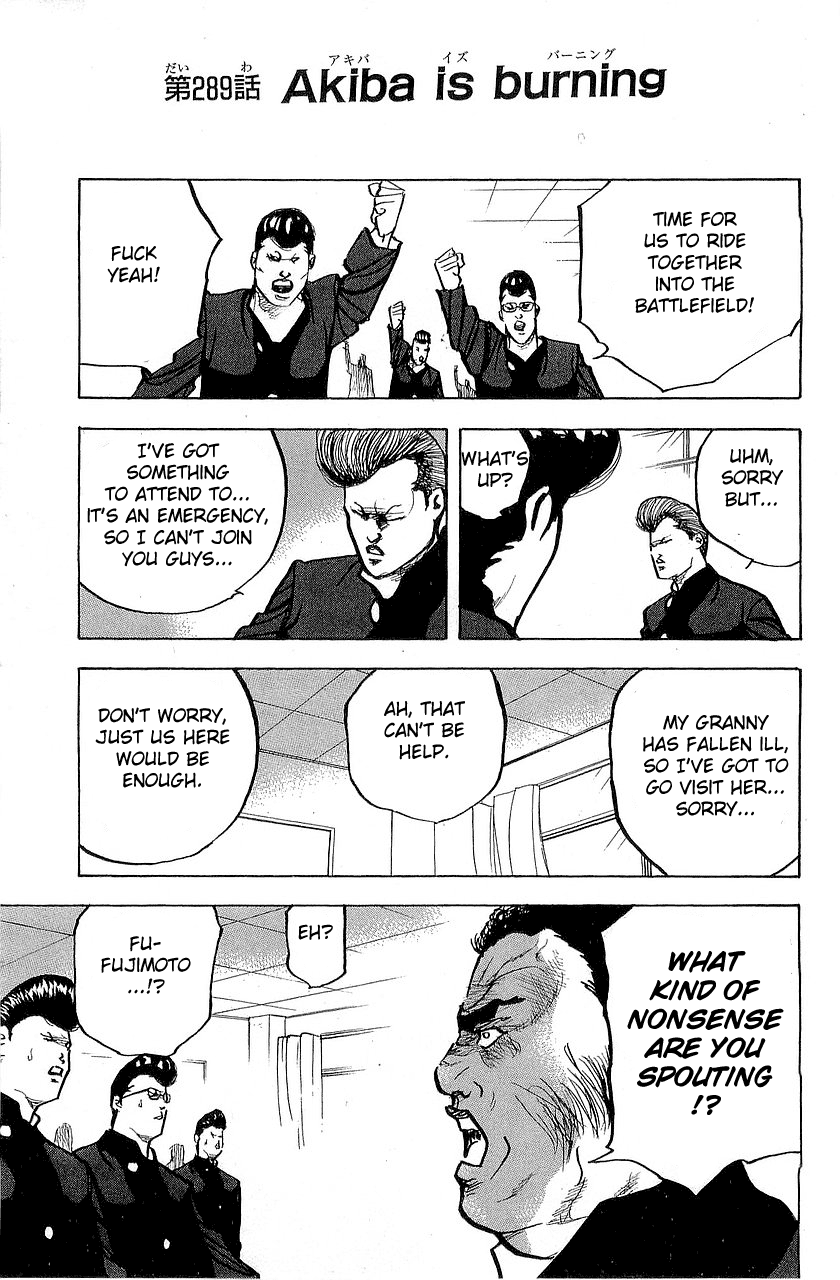 第289話 Akiba is burning
だい わ アキバ イズ バーニング
TIME FOR
US TO RIDE
TOGETHER
INTO THE
BATTLEFIELD!
FUCK
YEAH!
UHM,
SORRY
BUT...
WHAT'S
UP?
I'VE GOT
SOMETHING
TO ATTEND TO...
IT'S AN EMERGENCY,
SO I CAN'T JOIN
YOU GUYS...
MY GRANNY
HAS FALLEN ILL,
SO I'VE GOT TO
GO VISIT HER...
SORRY...
AH, THAT
CAN'T BE
HELP.
DON'T WORRY,
JUST US HERE
WOULD BE
ENOUGH.
WHAT
KIND OF
NONSENSE
ARE YOU
SPOUTING
!?
EH?
FU-
FUJIMOTO
...!?